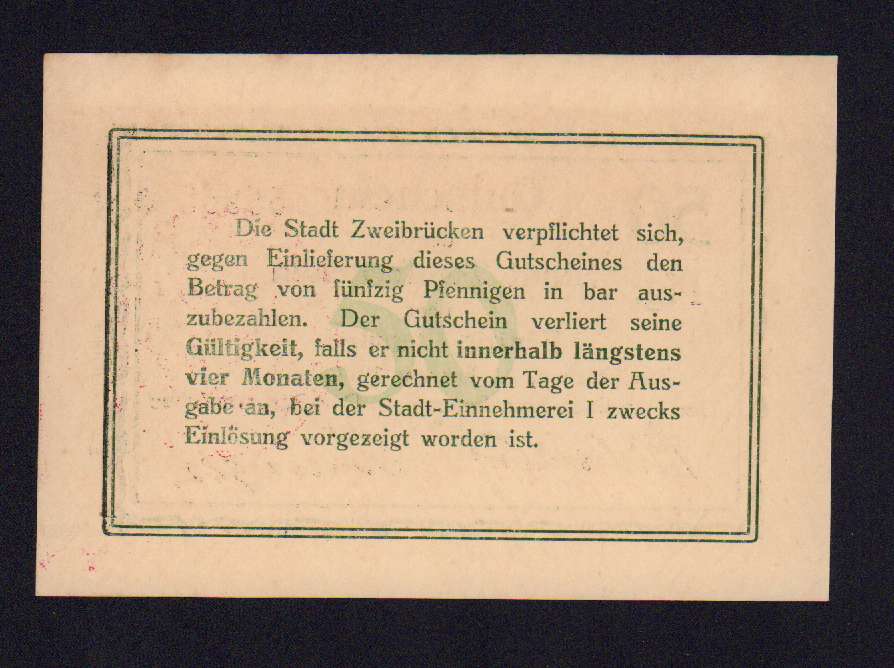 Die Stadt Zweibrücken verpflichtet sich,
gegen Einlieferung dieses Gutscheines den
Betrag von fünfzig Pfennigen in bar aus-
zubezahlen. Der Gutschein verliert seine
Gültigkeit, falls er nicht innerhalb längstens
vier Monaten, gerechnet vom Tage der Aus-
gabe an, bei der Stadt-Einnehmerei I zwecks
Einlösung vorgezeigt worden ist.